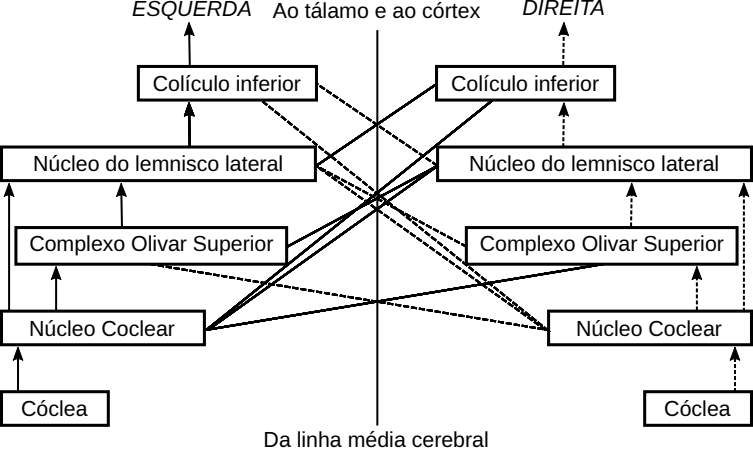 ESQUERDA Ao tálamo e ao córtex DIREITA
Colículo inferior Colículo inferior
Núcleo do lemnisco lateral Núcleo do lemnisco lateral
Complexo Olivar Superior Complexo Olivar Superior
Núcleo Coclear Núcleo Coclear
Cóclea Cóclea
Da linha média cerebral